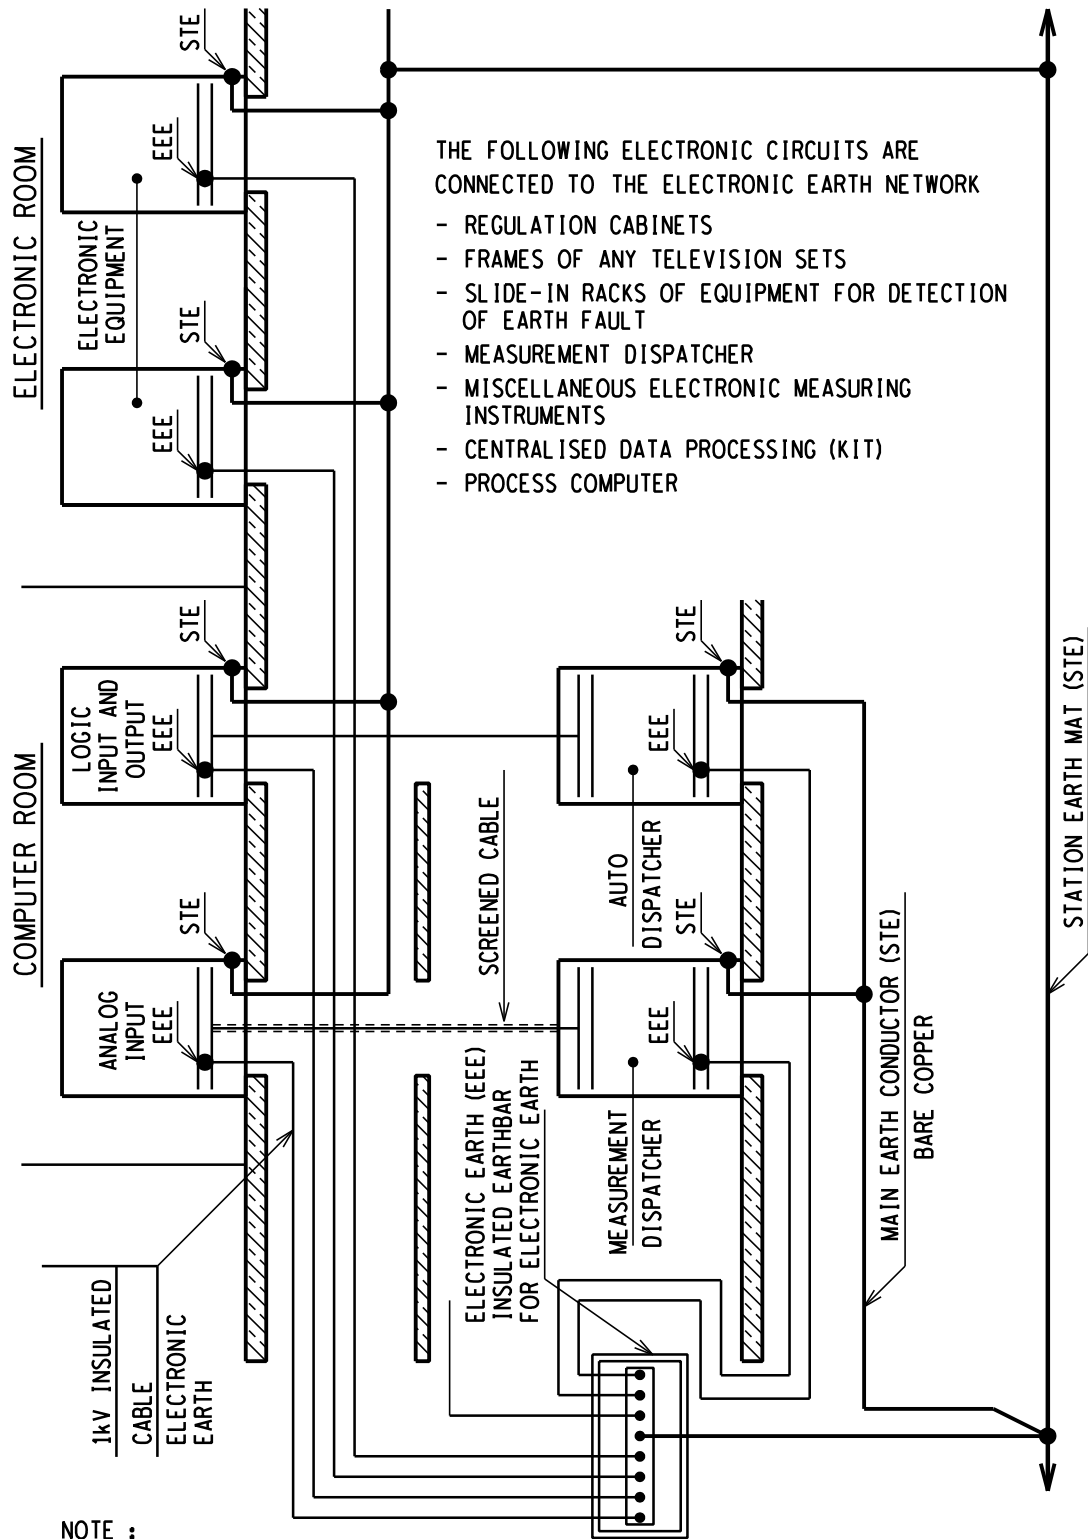 ELECTRONIC ROOM
STE
EEE
ELECTRONIC
EQUIPMENT
STE
EEE
THE FOLLOWING ELECTRONIC CIRCUITS ARE
CONNECTED TO THE ELECTRONIC EARTH NETWORK
- REGULATION CABINETS
- FRAMES OF ANY TELEVISION SETS
- SLIDE-IN RACKS OF EQUIPMENT FOR DETECTION
OF EARTH FAULT
- MEASUREMENT DISPATCHER
- MISCELLANEOUS ELECTRONIC MEASURING
INSTRUMENTS
- CENTRALISED DATA PROCESSING (KIT)
- PROCESS COMPUTER
COMPUTER ROOM
STE
LOGIC
INPUT AND
OUTPUT
EEE
STE
ANALOG
INPUT
EEE
SCREENED CABLE
STE
EEE
AUTO
DISPATCHER
STE
EEE
MEASUREMENT
DISPATCHER
STATION EARTH MAT (STE)
MAIN EARTH CONDUCTOR (STE)
BARE COPPER
ELECTRONIC EARTH (EEE)
INSULATED EARTHBAR
FOR ELECTRONIC EARTH
1kV INSULATED
CABLE
ELECTRONIC
EARTH
NOTE :